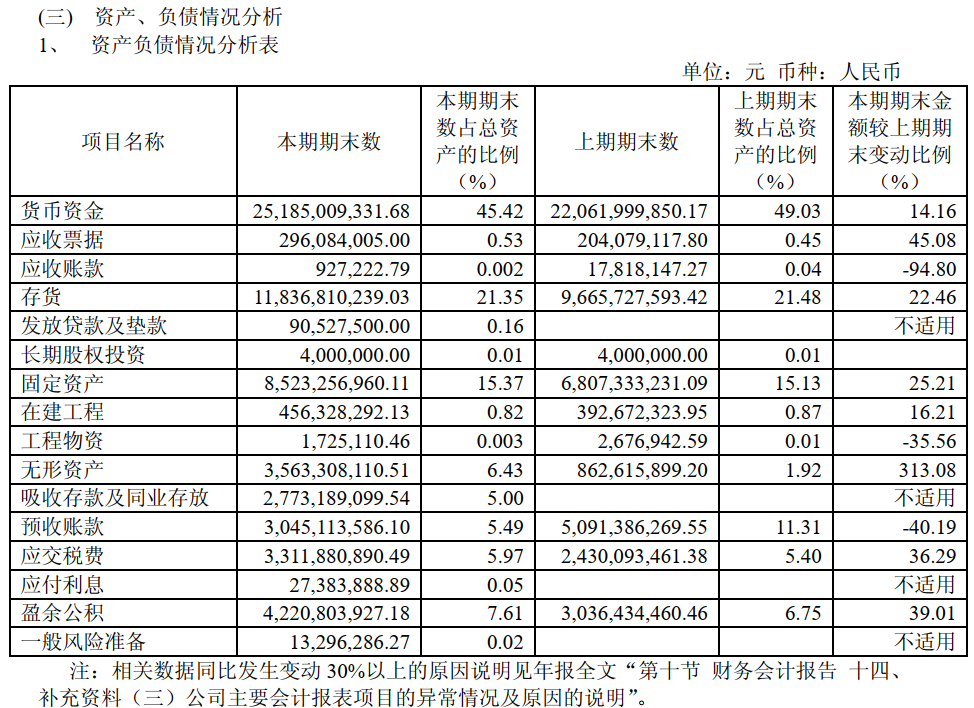 (三) 资产、负债情况分析
1、 资产负债情况分析表
单位：元 币种：人民币
项目名称 本期期末数 本期期末数占总资产的比例（%） 上期期末数 上期期末数占总资产的比例（%） 本期期末金额较上期期末变动比例（%）
货币资金 25,185,009,331.68 45.42 22,061,999,850.17 49.03 14.16
应收票据 296,084,005.00 0.53 204,079,117.80 0.45 45.08
应收账款 927,222.79 0.002 17,818,147.27 0.04 -94.80
存货 11,836,810,239.03 21.35 9,665,727,593.42 21.48 22.46
发放贷款及垫款 90,527,500.00 0.16 不适用
长期股权投资 4,000,000.00 0.01 4,000,000.00 0.01
固定资产 8,523,256,960.11 15.37 6,807,333,231.09 15.13 25.21
在建工程 456,328,292.13 0.82 392,672,323.95 0.87 16.21
工程物资 1,725,110.46 0.003 2,676,942.59 0.01 -35.56
无形资产 3,563,308,110.51 6.43 862,615,899.20 1.92 313.08
吸收存款及同业存放 2,773,189,099.54 5.00 不适用
预收账款 3,045,113,586.10 5.49 5,091,386,269.55 11.31 -40.19
应交税费 3,311,880,890.49 5.97 2,430,093,461.38 5.40 36.29
应付利息 27,383,888.89 0.05 不适用
盈余公积 4,220,803,927.18 7.61 3,036,434,460.46 6.75 39.01
一般风险准备 13,296,286.27 0.02 不适用
注：相关数据同比发生变动 30%以上的原因说明见年报全文“第十节 财务会计报告 十四、
补充资料（三）公司主要会计报表项目的异常情况及原因的说明”。